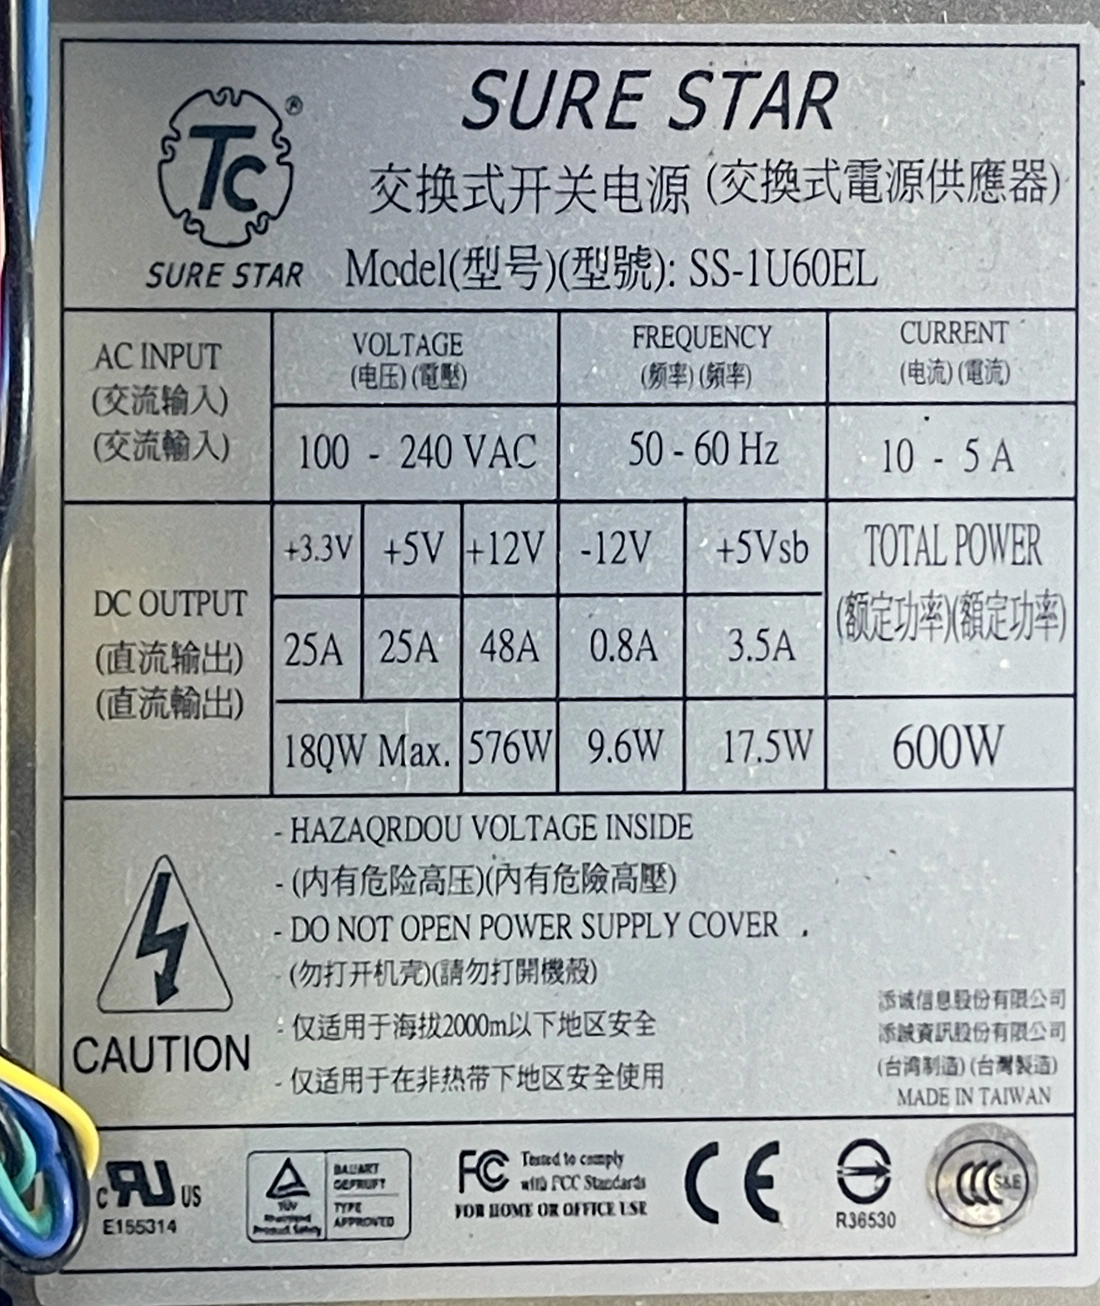 SURE STAR
TC ®
SURE STAR
交换式开关电源 (交換式電源供應器)
Model(型号)(型號): SS-1U60EL
AC INPUT
(交流输入)
(交流輸入)
VOLTAGE
(电压) (電壓)
FREQUENCY
(频率) (頻率)
CURRENT
(电流) (電流)
100 - 240 VAC
50 - 60 Hz
10 - 5 A
DC OUTPUT
(直流输出)
(直流輸出)
+3.3V +5V +12V -12V +5Vsb
TOTAL POWER
(额定功率)(額定功率)
25A 25A 48A 0.8A 3.5A
180W Max. 576W 9.6W 17.5W 600W
CAUTION
- HAZAQRDOU VOLTAGE INSIDE
- (内有危险高压)(內有危險高壓)
- DO NOT OPEN POWER SUPPLY COVER .
- (勿打开机壳)(請勿打開機殼)
- 仅适用于海拔2000m以下地区安全
- 仅适用于在非热带下地区安全使用
添诚信息股份有限公司
添誠資訊股份有限公司
(台湾制造) (台灣製造)
MADE IN TAIWAN
c RU US
E155314
TÜV
Rheinland
Product Safety
BAUART
GEPRUFT
TYPE
APPROVED
FC Tested to comply
with FCC Standards
FOR HOME OR OFFICE USE
CE
R36530
CCC S&E